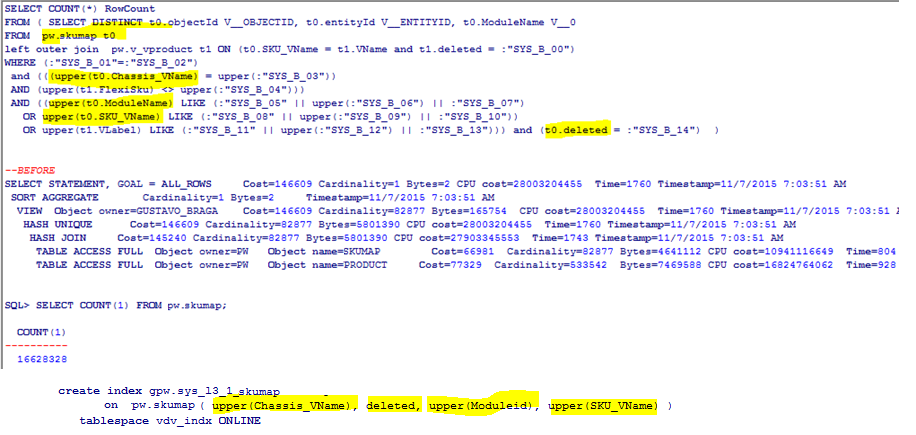 SELECT COUNT(*) RowCount
FROM ( SELECT DISTINCT t0.objectId V__OBJECTID, t0.entityId V__ENTITYID, t0.ModuleName V__0
FROM pw.skumap t0
left outer join pw.v_vproduct t1 ON (t0.SKU_VName = t1.VName and t1.deleted = :"SYS_B_00")
WHERE (:"SYS_B_01"=:"SYS_B_02")
and (((upper(t0.Chassis_VName) = upper(:"SYS_B_03"))
AND (upper(t1.FlexiSku) <> upper(:"SYS_B_04")))
AND ((upper(t0.ModuleName) LIKE (:"SYS_B_05" || upper(:"SYS_B_06") || :"SYS_B_07")
OR upper(t0.SKU_VName) LIKE (:"SYS_B_08" || upper(:"SYS_B_09") || :"SYS_B_10"))
OR upper(t1.VLabel) LIKE (:"SYS_B_11" || upper(:"SYS_B_12") || :"SYS_B_13"))) and (t0.deleted = :"SYS_B_14") )
--BEFORE
SELECT STATEMENT, GOAL = ALL_ROWS Cost=146609 Cardinality=1 Bytes=2 CPU cost=28003204455 Time=1760 Timestamp=11/7/2015 7:03:51 AM
SORT AGGREGATE Cardinality=1 Bytes=2 Timestamp=11/7/2015 7:03:51 AM
VIEW Object owner=GUSTAVO_BRAGA Cost=146609 Cardinality=82877 Bytes=165754 CPU cost=28003204455 Time=1760 Timestamp=11/7/2015 7:03:51 A
HASH UNIQUE Cost=146609 Cardinality=82877 Bytes=5801390 CPU cost=28003204455 Time=1760 Timestamp=11/7/2015 7:03:51 AM
HASH JOIN Cost=145240 Cardinality=82877 Bytes=5801390 CPU cost=27903345553 Time=1743 Timestamp=11/7/2015 7:03:51 AM
TABLE ACCESS FULL Object owner=PW Object name=SKUMAP Cost=66981 Cardinality=82877 Bytes=4641112 CPU cost=10941116649 Time=804
TABLE ACCESS FULL Object owner=PW Object name=PRODUCT Cost=77329 Cardinality=533542 Bytes=7469588 CPU cost=16824764062 Time=928
SQL> SELECT COUNT(1) FROM pw.skumap;
COUNT(1)
----------
16628328
create index gpw.sys_l3_1_skumap
on pw.skumap ( upper(Chassis_VName), deleted, upper(Moduleid), upper(SKU_VName) )
tablespace vdv_indx ONLINE